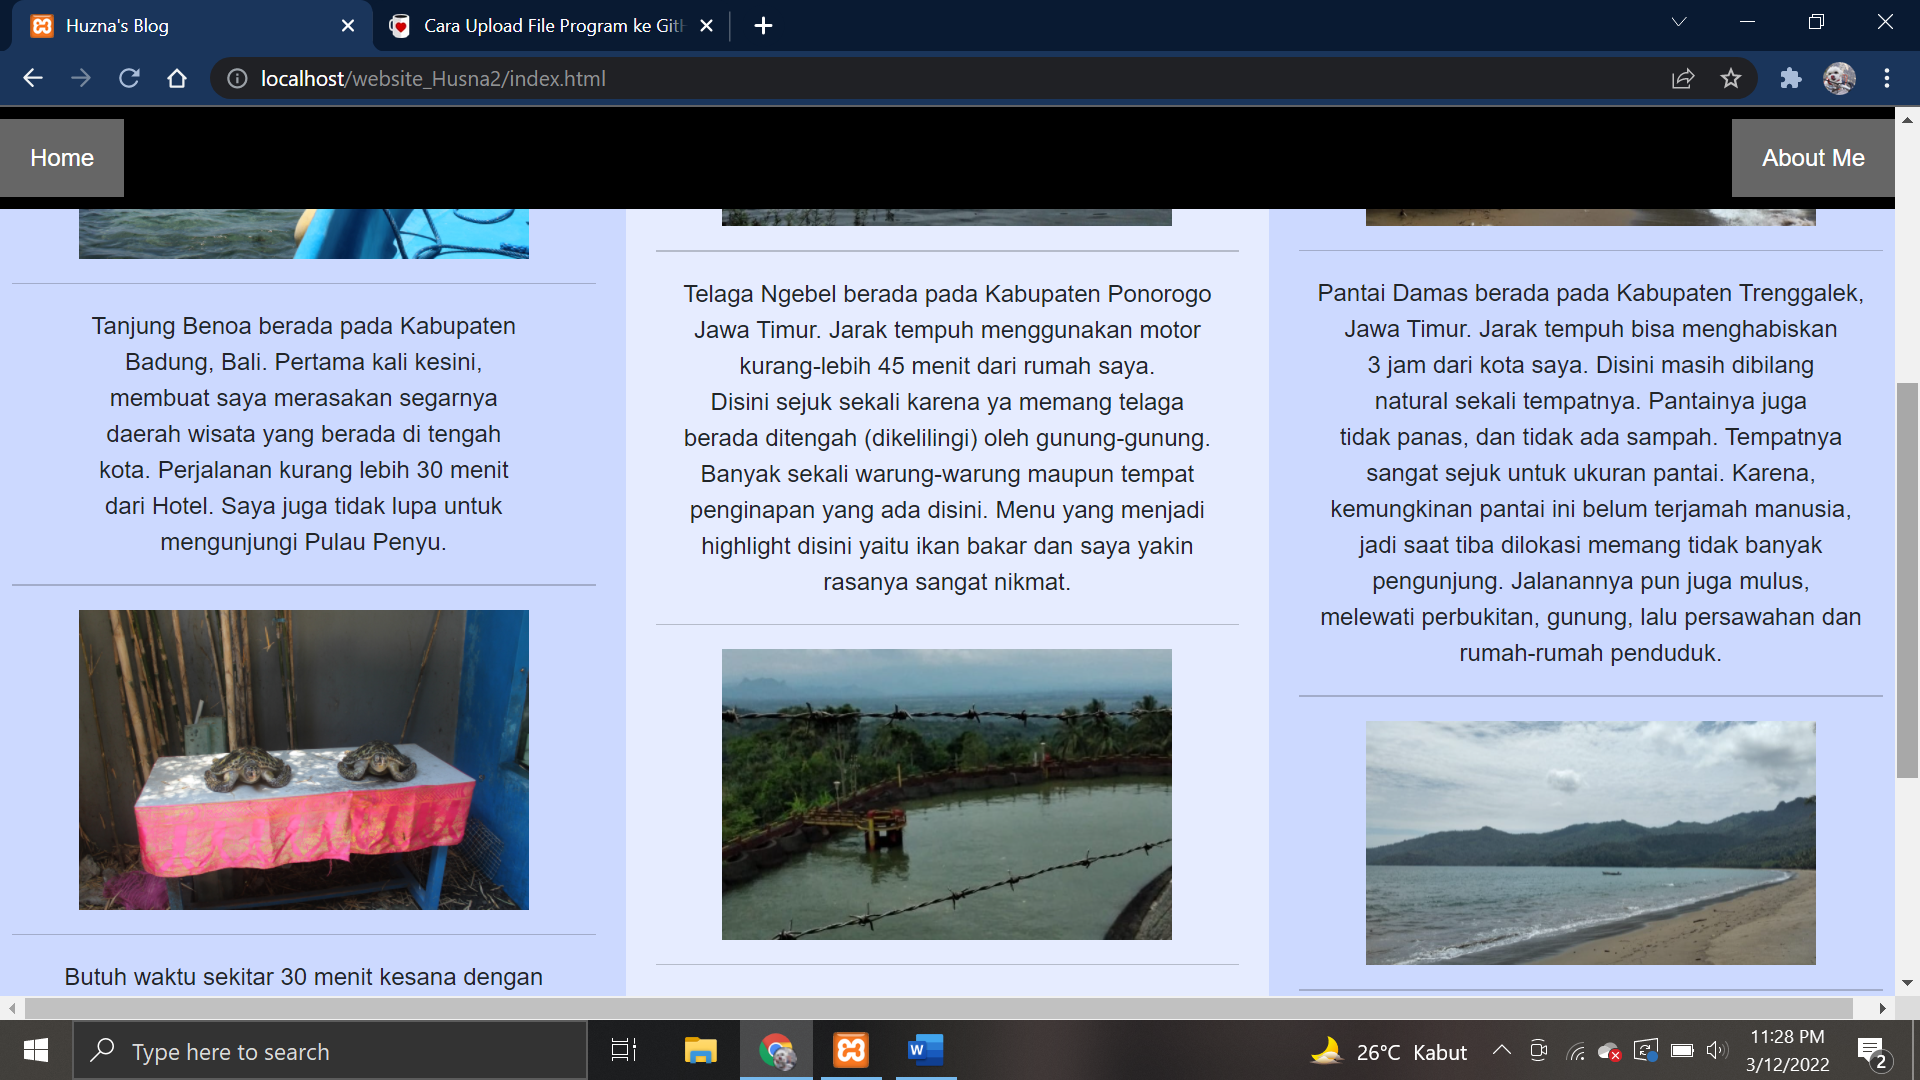 Huzna's Blog
Cara Upload File Program ke Git
localhost/website_Husna2/index.html
Home
About Me
Tanjung Benoa berada pada Kabupaten
Badung, Bali. Pertama kali kesini,
membuat saya merasakan segarnya
daerah wisata yang berada di tengah
kota. Perjalanan kurang lebih 30 menit
dari Hotel. Saya juga tidak lupa untuk
mengunjungi Pulau Penyu.
Butuh waktu sekitar 30 menit kesana dengan
Telaga Ngebel berada pada Kabupaten Ponorogo
Jawa Timur. Jarak tempuh menggunakan motor
kurang-lebih 45 menit dari rumah saya.
Disini sejuk sekali karena ya memang telaga
berada ditengah (dikelilingi) oleh gunung-gunung.
Banyak sekali warung-warung maupun tempat
penginapan yang ada disini. Menu yang menjadi
highlight disini yaitu ikan bakar dan saya yakin
rasanya sangat nikmat.
Pantai Damas berada pada Kabupaten Trenggalek,
Jawa Timur. Jarak tempuh bisa menghabiskan
3 jam dari kota saya. Disini masih dibilang
natural sekali tempatnya. Pantainya juga
tidak panas, dan tidak ada sampah. Tempatnya
sangat sejuk untuk ukuran pantai. Karena,
kemungkinan pantai ini belum terjamah manusia,
jadi saat tiba dilokasi memang tidak banyak
pengunjung. Jalanannya pun juga mulus,
melewati perbukitan, gunung, lalu persawahan dan
rumah-rumah penduduk.
Type here to search
26°C Kabut
11:28 PM
3/12/2022
2